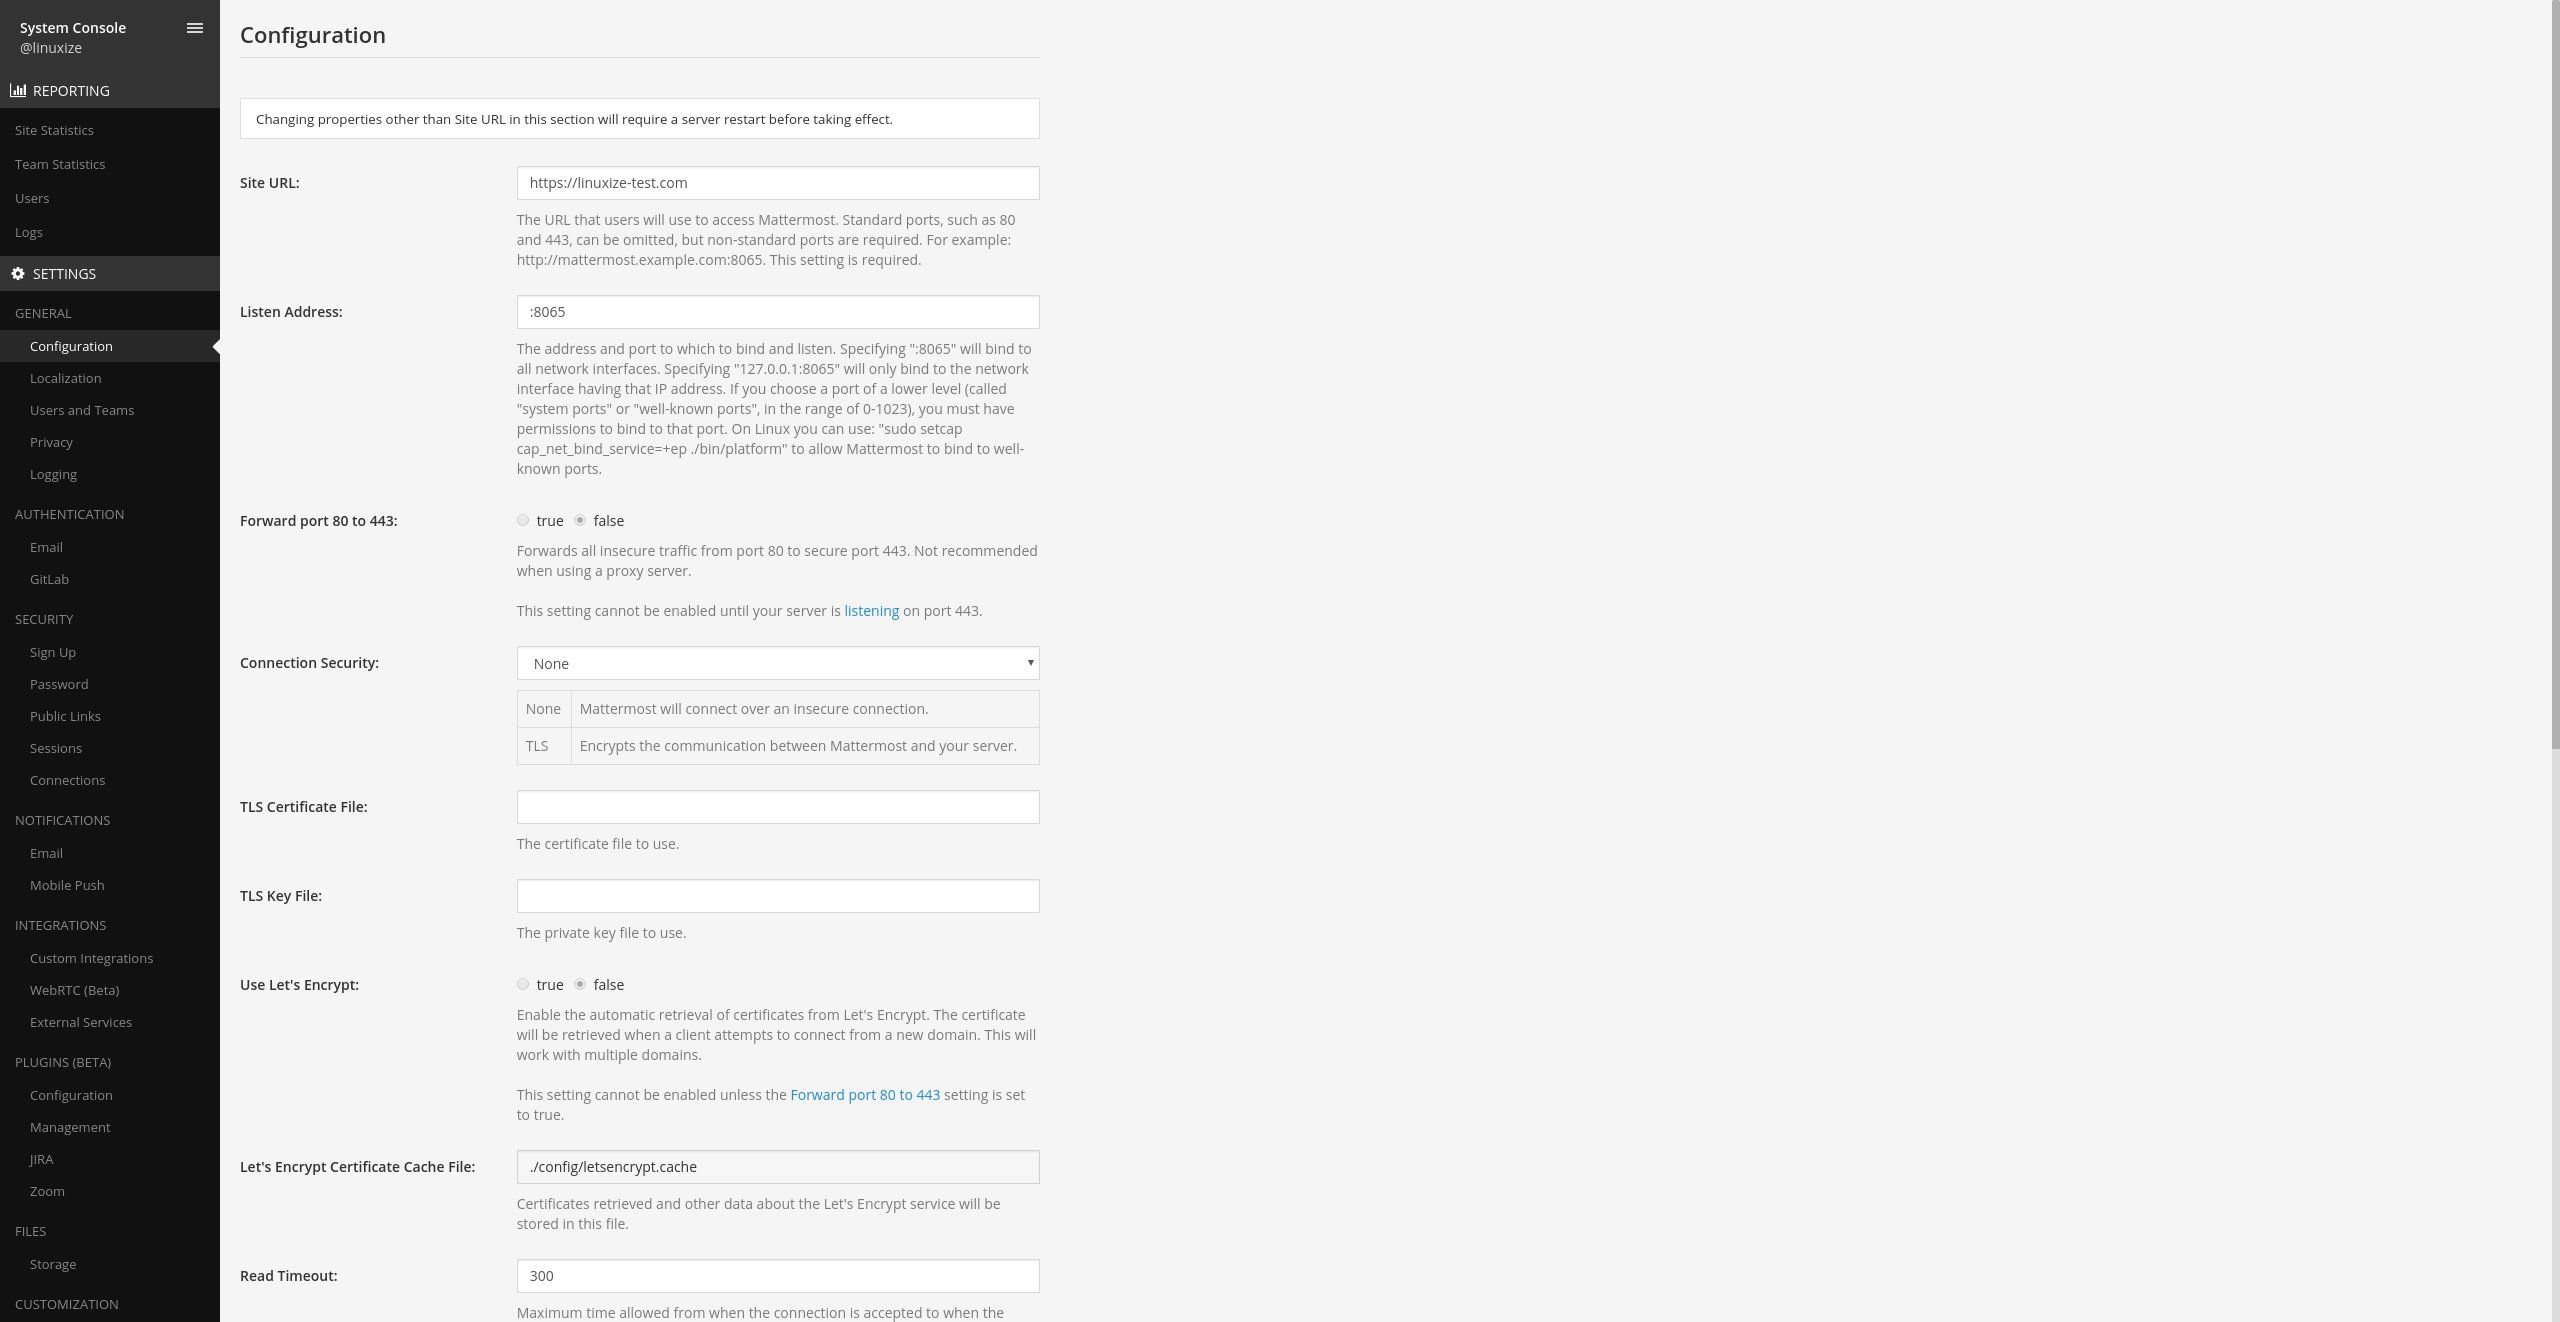 System Console
@linuxize
REPORTING
Site Statistics
Team Statistics
Users
Logs
SETTINGS
GENERAL
Configuration
Localization
Users and Teams
Privacy
Logging
AUTHENTICATION
Email
GitLab
SECURITY
Sign Up
Password
Public Links
Sessions
Connections
NOTIFICATIONS
Email
Mobile Push
INTEGRATIONS
Custom Integrations
WebRTC (Beta)
External Services
PLUGINS (BETA)
Configuration
Management
JIRA
Zoom
FILES
Storage
CUSTOMIZATION
Configuration
Changing properties other than Site URL in this section will require a server restart before taking effect.
Site URL:
https://linuxize-test.com
The URL that users will use to access Mattermost. Standard ports, such as 80
and 443, can be omitted, but non-standard ports are required. For example:
http://mattermost.example.com:8065. This setting is required.
Listen Address:
:8065
The address and port to which to bind and listen. Specifying ":8065" will bind to
all network interfaces. Specifying "127.0.0.1:8065" will only bind to the network
interface having that IP address. If you choose a port of a lower level (called
"system ports" or "well-known ports", in the range of 0-1023), you must have
permissions to bind to that port. On Linux you can use: "sudo setcap
cap_net_bind_service=+ep ./bin/platform" to allow Mattermost to bind to well-
known ports.
Forward port 80 to 443:
true false
Forwards all insecure traffic from port 80 to secure port 443. Not recommended
when using a proxy server.
This setting cannot be enabled until your server is listening on port 443.
Connection Security:
None
None Mattermost will connect over an insecure connection.
TLS Encrypts the communication between Mattermost and your server.
TLS Certificate File:
The certificate file to use.
TLS Key File:
The private key file to use.
Use Let's Encrypt:
true false
Enable the automatic retrieval of certificates from Let's Encrypt. The certificate
will be retrieved when a client attempts to connect from a new domain. This will
work with multiple domains.
This setting cannot be enabled unless the Forward port 80 to 443 setting is set
to true.
Let's Encrypt Certificate Cache File:
./config/letsencrypt.cache
Certificates retrieved and other data about the Let's Encrypt service will be
stored in this file.
Read Timeout:
300
Maximum time allowed from when the connection is accepted to when the